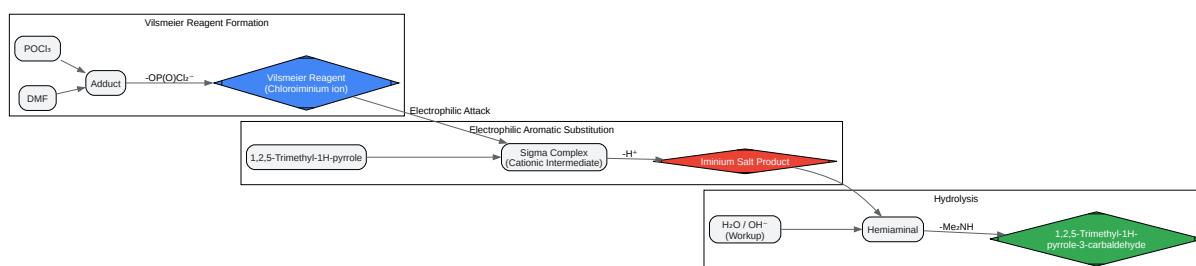 Vilsmeier Reagent Formation
POCl₃
DMF
Adduct
-OP(O)Cl₂⁻
Vilsmeier Reagent
(Chloroiminium ion)
Electrophilic Attack
Electrophilic Aromatic Substitution
1,2,5-Trimethyl-1H-pyrrole
Sigma Complex
(Cationic Intermediate)
-H⁺
Iminium Salt Product
Hydrolysis
H₂O / OH⁻
(Workup)
Hemiaminal
-Me₂NH
1,2,5-Trimethyl-1H-
pyrrole-3-carbaldehyde